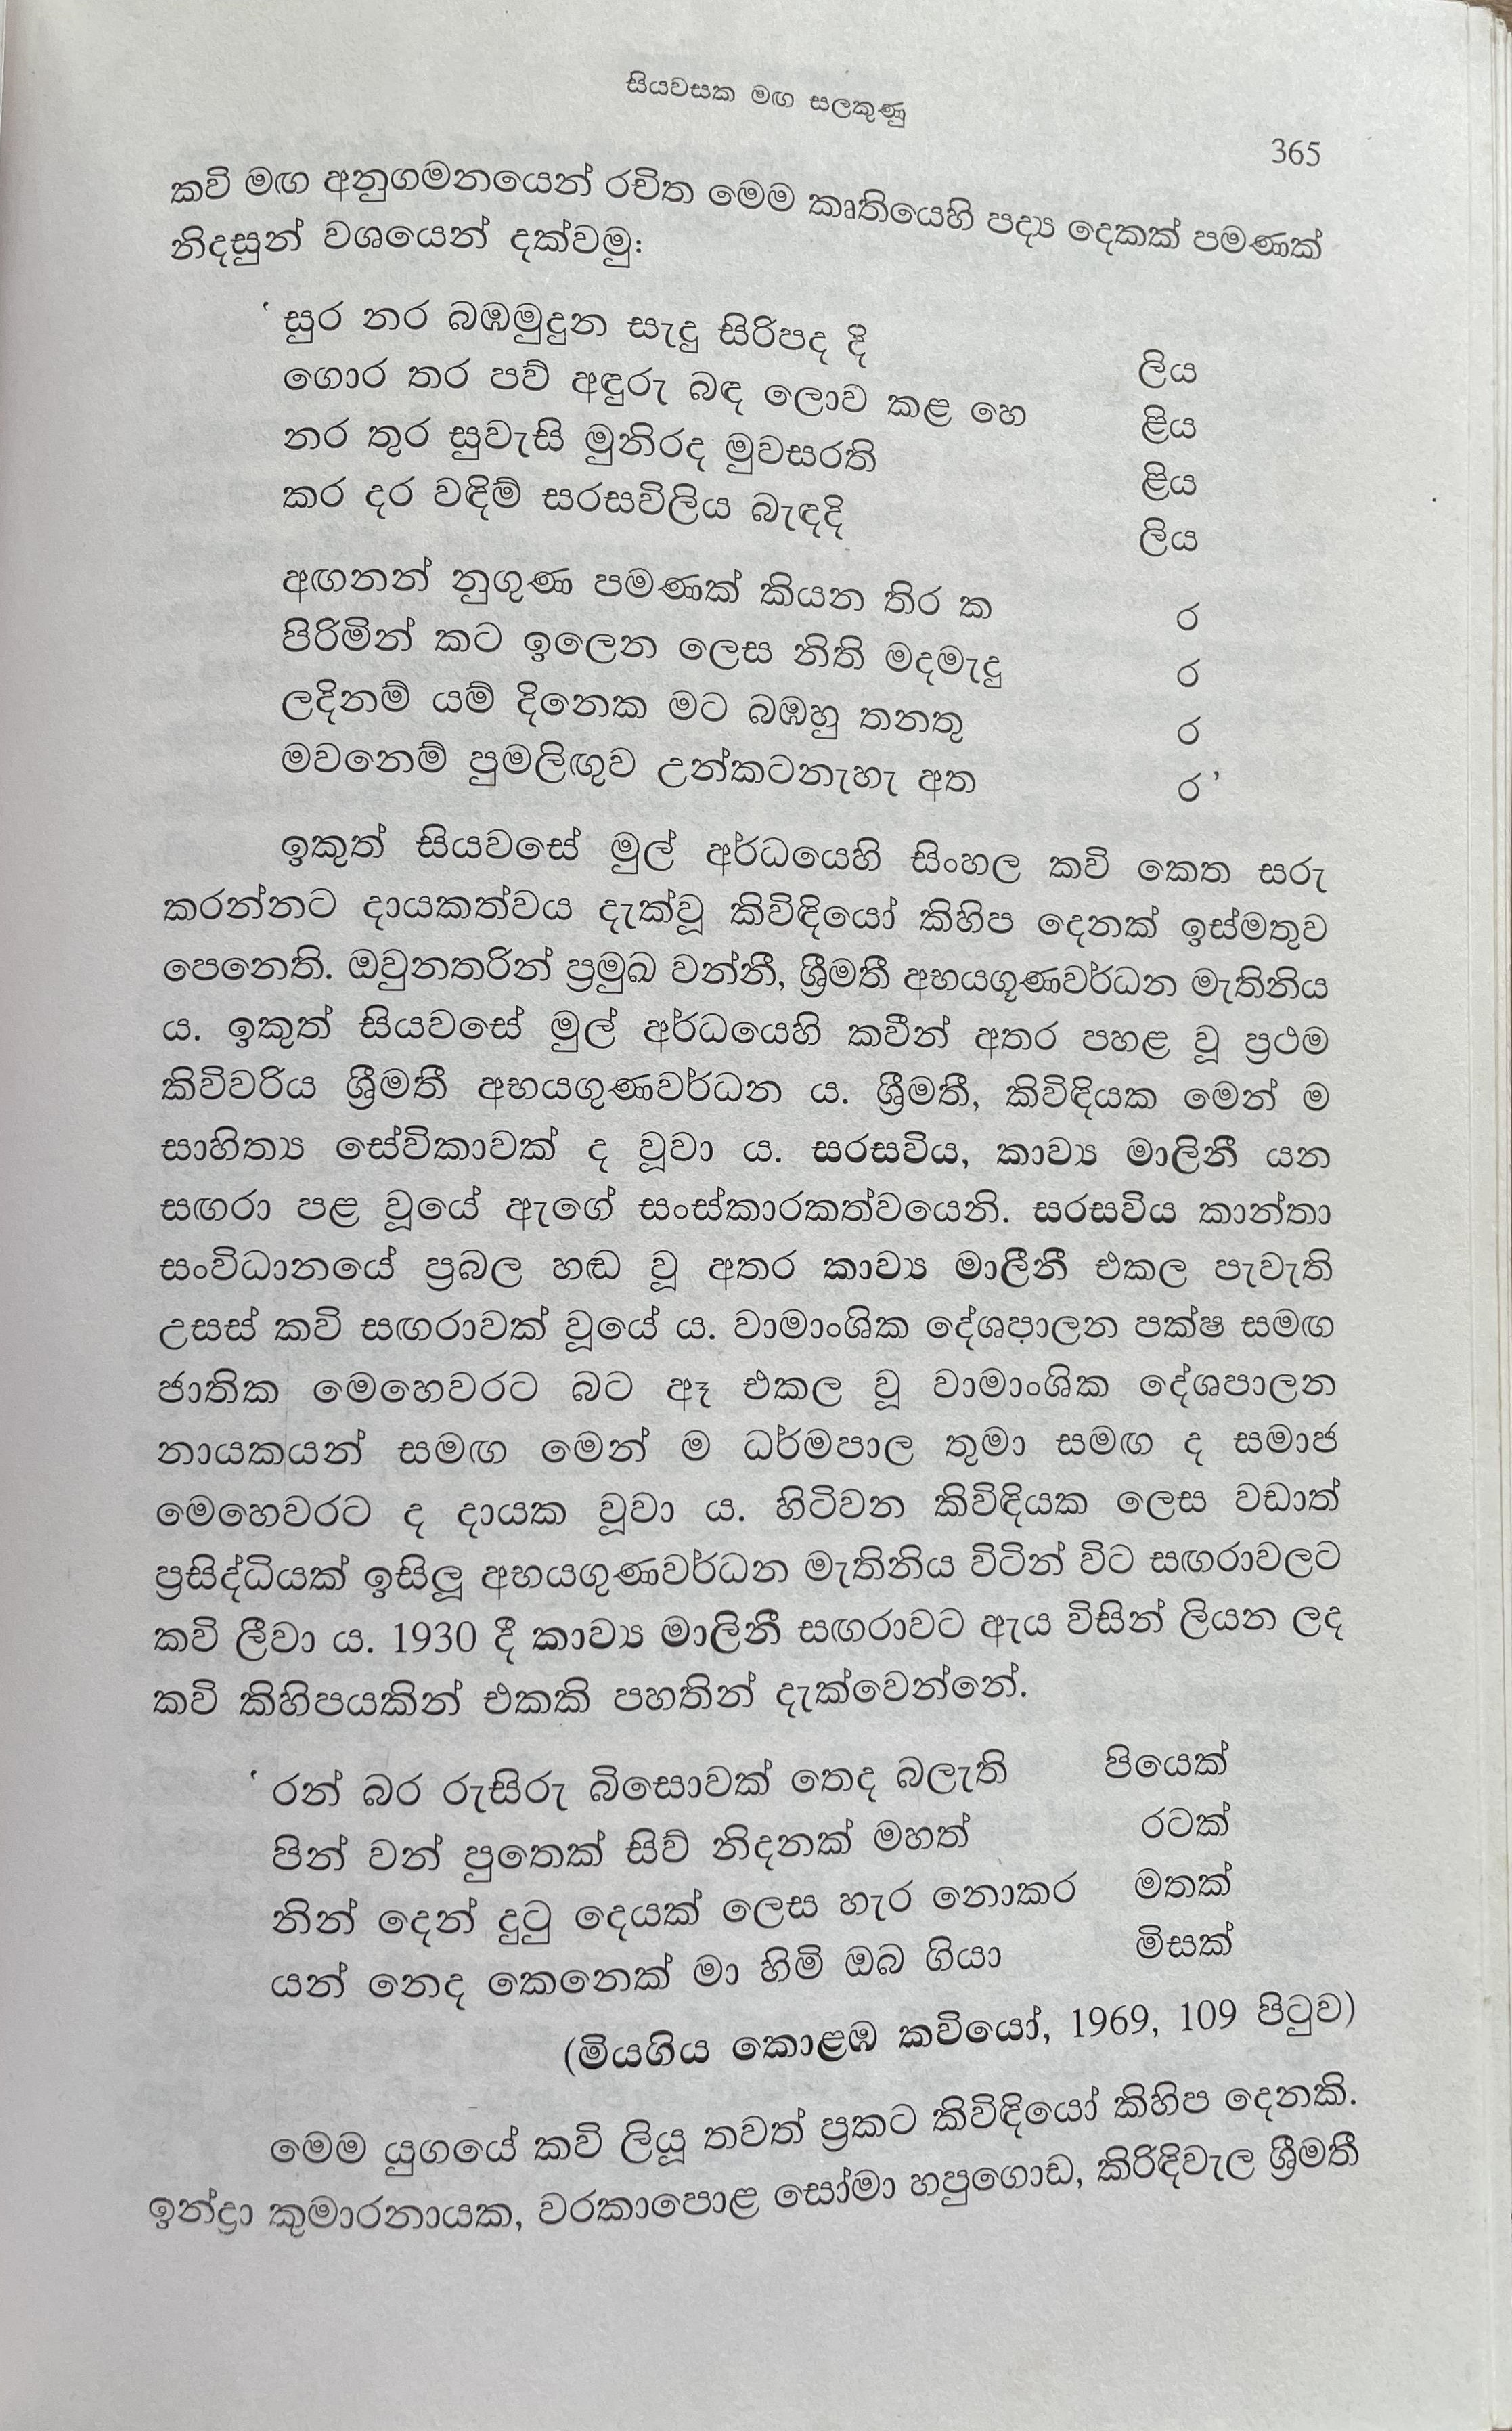 සියවසක මඟ සලකුණු
365
කවි මඟ අනුගමනයෙන් රචිත මෙම කෘතියෙහි පද්‍ය දෙකක් පමණක්
නිදසුන් වශයෙන් දක්වමු:
‘ සුර නර බඹමුදුන සැදු සිරිපද දි ලිය
ගොර තර පව් අඳුරු බඳ ලොව කළ හෙ ළිය
නර තුර සුවැසි මුනිරද මුවසරති ළිය
කර දර වඳිම් සරසවිලිය බැඳදි ලිය
අඟනන් නුගුණ පමණක් කියන තිර ක ර
පිරිමින් කට ඉලෙන ලෙස නිති මදමැදු ර
ලදිනම් යම් දිනෙක මට බඹහු තනතු ර
මවනෙම් පුමලිඟුව උන්කටනැහැ අත ර ’
ඉකුත් සියවසේ මුල් අර්ධයෙහි සිංහල කවි කෙත සරු
කරන්නට දායකත්වය දැක්වූ කිවිඳියෝ කිහිප දෙනක් ඉස්මතුව
පෙනෙති. ඔවුනතරින් ප්‍රමුඛ වන්නී, ශ්‍රීමතී අභයගුණවර්ධන මැතිනිය
ය. ඉකුත් සියවසේ මුල් අර්ධයෙහි කවීන් අතර පහළ වූ ප්‍රථම
කිවිවරිය ශ්‍රීමතී අභයගුණවර්ධන ය. ශ්‍රීමතී, කිවිඳියක මෙන් ම
සාහිත්‍ය සේවිකාවක් ද වූවා ය. සරසවිය, කාව්‍ය මාලිනී යන
සඟරා පළ වූයේ ඇගේ සංස්කාරකත්වයෙනි. සරසවිය කාන්තා
සංවිධානයේ ප්‍රබල හඬ වූ අතර කාව්‍ය මාලීනී එකල පැවැති
උසස් කවි සඟරාවක් වූයේ ය. වාමාංශික දේශපාලන පක්ෂ සමඟ
ජාතික මෙහෙවරට බට ඈ එකල වූ වාමාංශික දේශපාලන
නායකයන් සමඟ මෙන් ම ධර්මපාල තුමා සමඟ ද සමාජ
මෙහෙවරට ද දායක වූවා ය. හිටිවන කිවිඳියක ලෙස වඩාත්
ප්‍රසිද්ධියක් ඉසිලූ අභයගුණවර්ධන මැතිනිය විටින් විට සඟරාවලට
කවි ලීවා ය. 1930 දී කාව්‍ය මාලිනී සඟරාවට ඇය විසින් ලියන ලද
කවි කිහිපයකින් එකකි පහතින් දැක්වෙන්නේ.
‘ රන් බර රුසිරු බිසොවක් තෙද බලැති පියෙක්
පින් වන් පුතෙක් සිව් නිදනක් මහත් රටක්
නින් දෙන් දුටු දෙයක් ලෙස හැර නොකර මතක්
යන් නෙද කෙනෙක් මා හිමි ඔබ ගියා මිසක්
(මියගිය කොළඹ කවියෝ, 1969, 109 පිටුව)
මෙම යුගයේ කවි ලියූ තවත් ප්‍රකට කිවිඳියෝ කිහිප දෙනකි.
ඉන්ද්‍රා කුමාරනායක, වරකාපොළ සෝමා හපුගොඩ, කිරිඳිවැල ශ්‍රීමතී